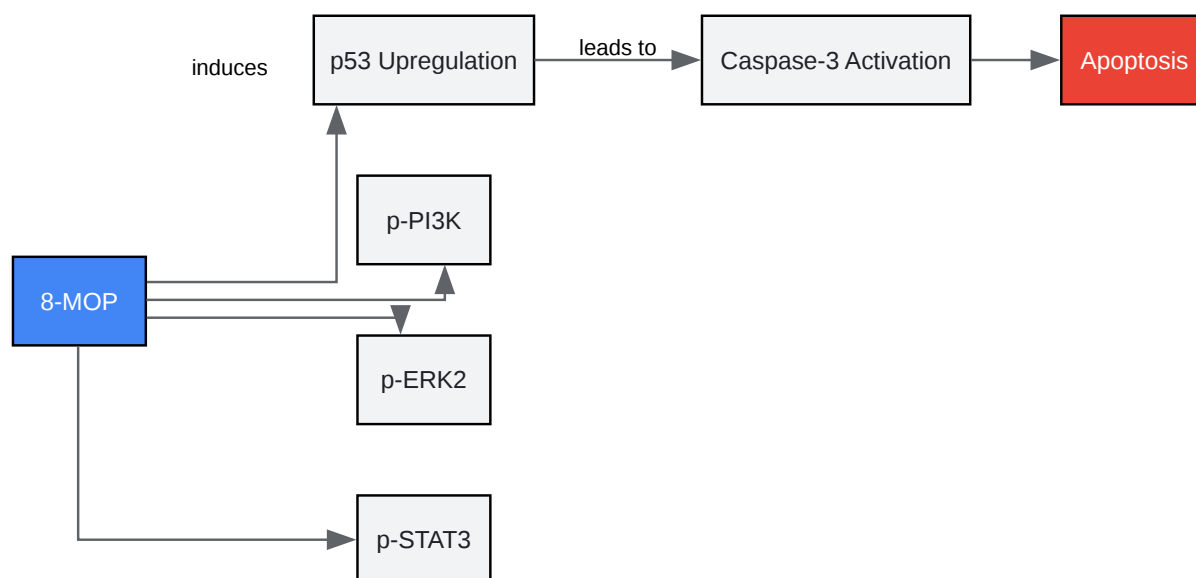 induces
p53 Upregulation
leads to
Caspase-3 Activation
Apoptosis
p-PI3K
8-MOP
p-ERK2
p-STAT3